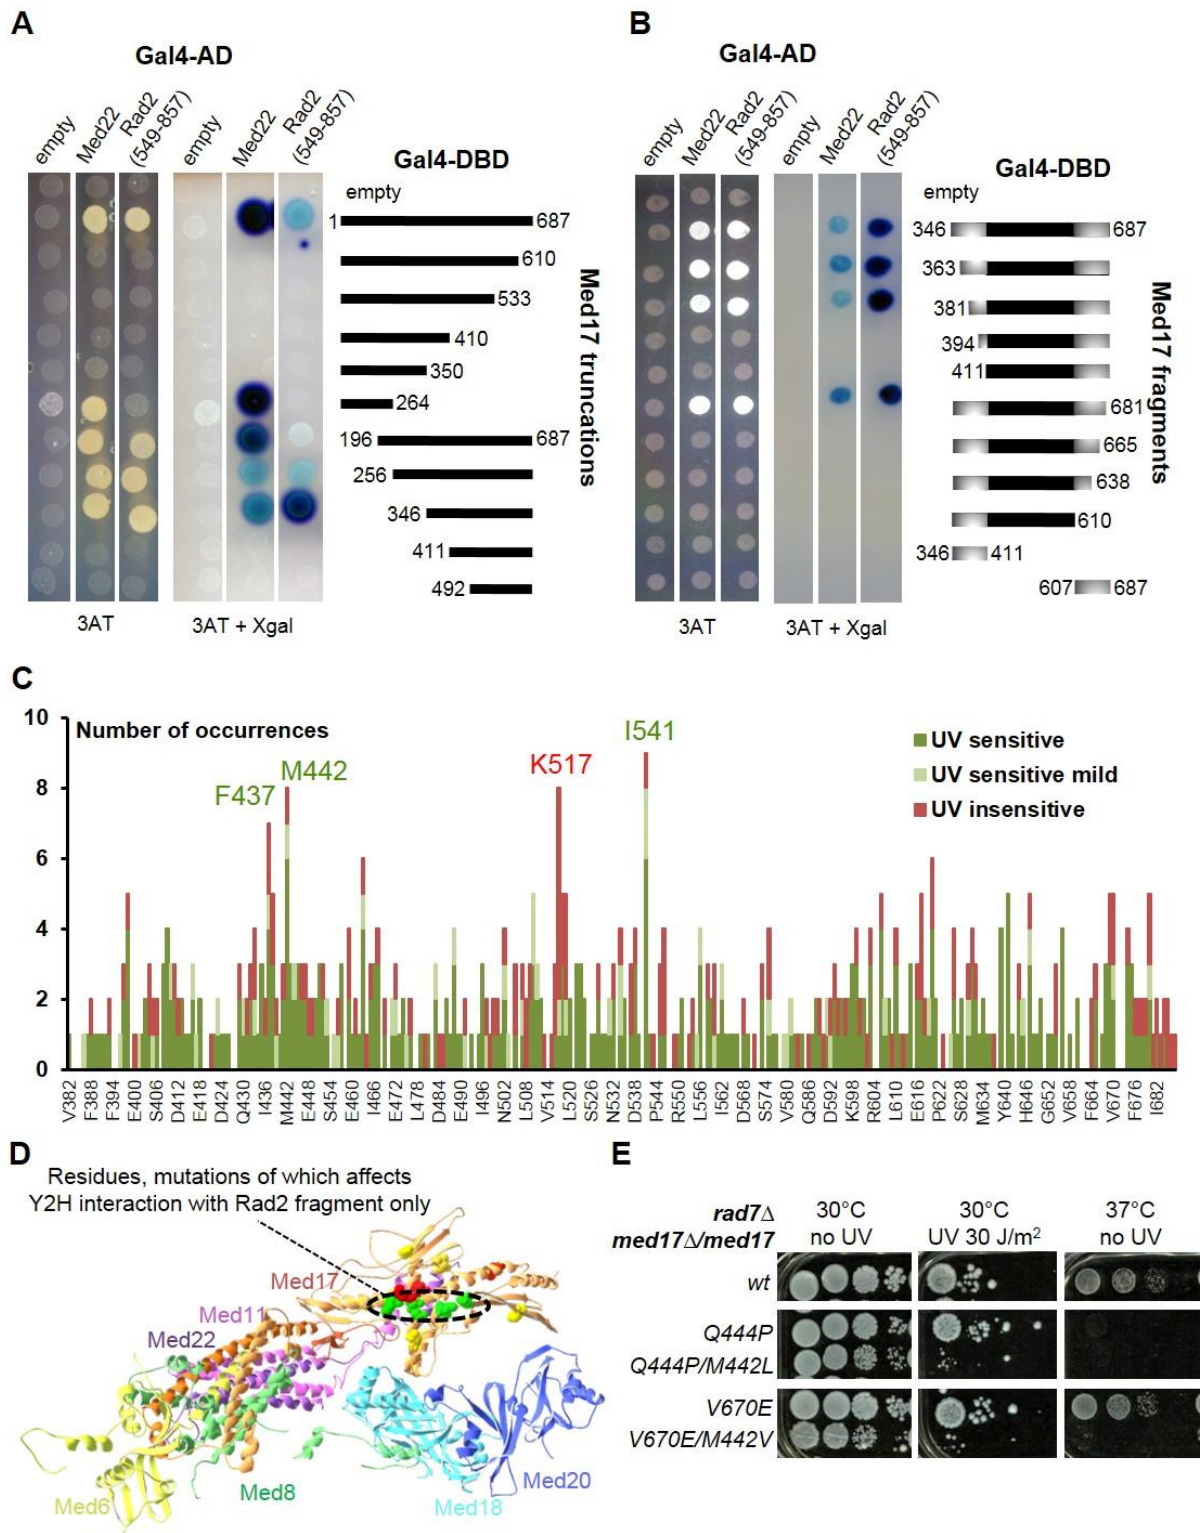 A
Gal4-AD
empty
Med22
Rad2
(549-857)
empty
Med22
Rad2
(549-857)
Gal4-DBD
empty
1 687
610
533
410
350
264
196 687
256
346
411
492
Med17 truncations
3AT
3AT + Xgal
B
Gal4-AD
empty
Med22
Rad2
(549-857)
empty
Med22
Rad2
(549-857)
Gal4-DBD
empty
346 687
363
381
394
411
681
665
638
610
346 411
607 687
Med17 fragments
3AT
3AT + Xgal
C
Number of occurrences
10
8
6
4
2
0
F437
M442
K517
I541
UV sensitive
UV sensitive mild
UV insensitive
V382
F388
F394
E400
S406
D412
E418
D424
Q430
I436
M442
E448
S454
E460
I466
E472
L478
D484
E490
I496
N502
L508
V514
L520
S526
N532
D538
P544
R550
L556
I562
D568
S574
V580
Q586
D592
K598
R604
L610
E616
P622
S628
M634
Y640
H646
G652
V658
F664
V670
F676
I682
D
Residues, mutations of which affects
Y2H interaction with Rad2 fragment only
Med17
Med11
Med22
Med6
Med8
Med18
Med20
E
rad7Δ
med17Δ/med17
30°C
no UV
30°C
UV 30 J/m²
37°C
no UV
wt
Q444P
Q444P/M442L
V670E
V670E/M442V